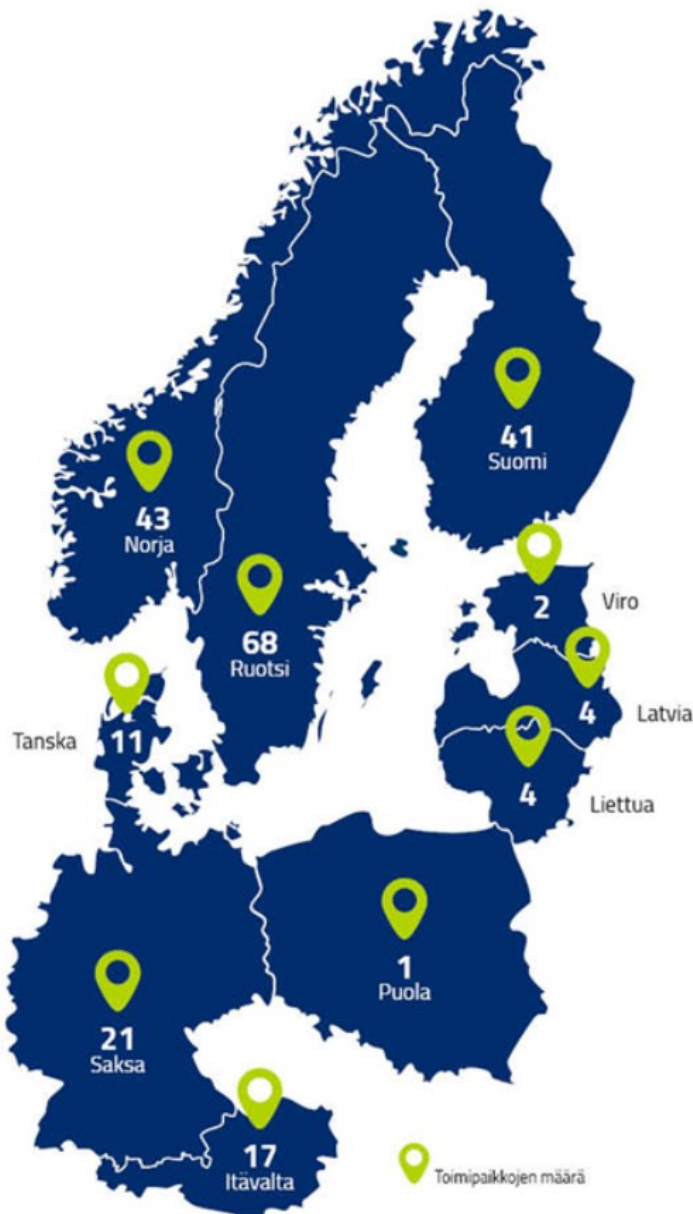 41
Suomi
43
Norja
2
Viro
68
Ruotsi
4
Latvia
Tanska
11
4
Liettua
1
Puola
21
Saksa
17
Itävalta
Toimipaikkojen määrä